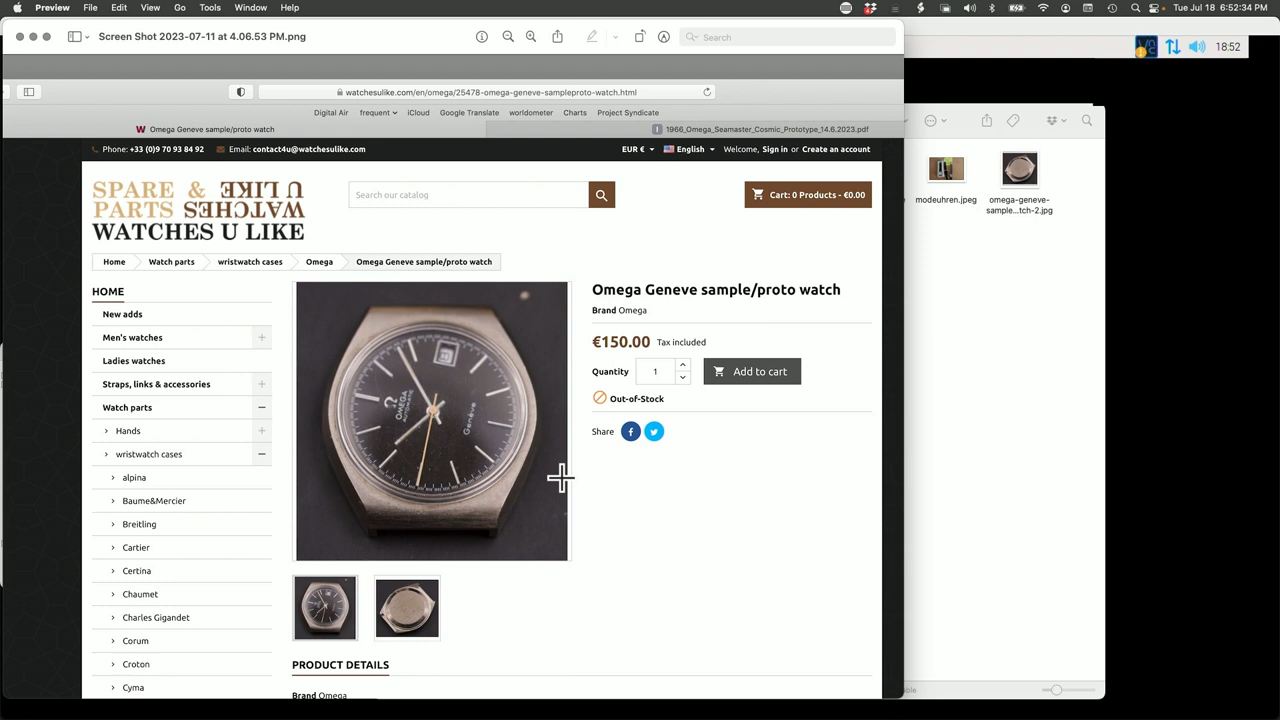 Preview File Edit View Go Tools Window Help
Tue Jul 18 6:52:34 PM
Screen Shot 2023-07-11 at 4.06.53 PM.png
Search
18:52
watchesulike.com/en/omega/25478-omega-geneve-sampleproto-watch.html
Digital Air frequent iCloud Google Translate worldometer Charts Project Syndicate
Omega Geneve sample/proto watch
1966_Omega_Seamaster_Cosmic_Prototype_14.6.2023.pdf
Phone: +33 (0)9 70 93 84 92 Email: contact4u@watchesulike.com
EUR € English Welcome, Sign in or Create an account
SPARE & U LIKE
PARTS WATCHES
WATCHES U LIKE
Search our catalog
Cart: 0 Products - €0.00
modeuhren.jpeg
omega-geneve-
sample...tch-2.jpg
Home Watch parts wristwatch cases Omega Omega Geneve sample/proto watch
HOME
New adds
Men's watches
Ladies watches
Straps, links & accessories
Watch parts
Hands
wristwatch cases
alpina
Baume&Mercier
Breitling
Cartier
Certina
Chaumet
Charles Gigandet
Corum
Croton
Cyma
Ω
OMEGA
AUTOMATIC
Genève
Omega Geneve sample/proto watch
Brand Omega
€150.00 Tax included
Quantity 1 Add to cart
Out-of-Stock
Share
PRODUCT DETAILS
Brand Omega